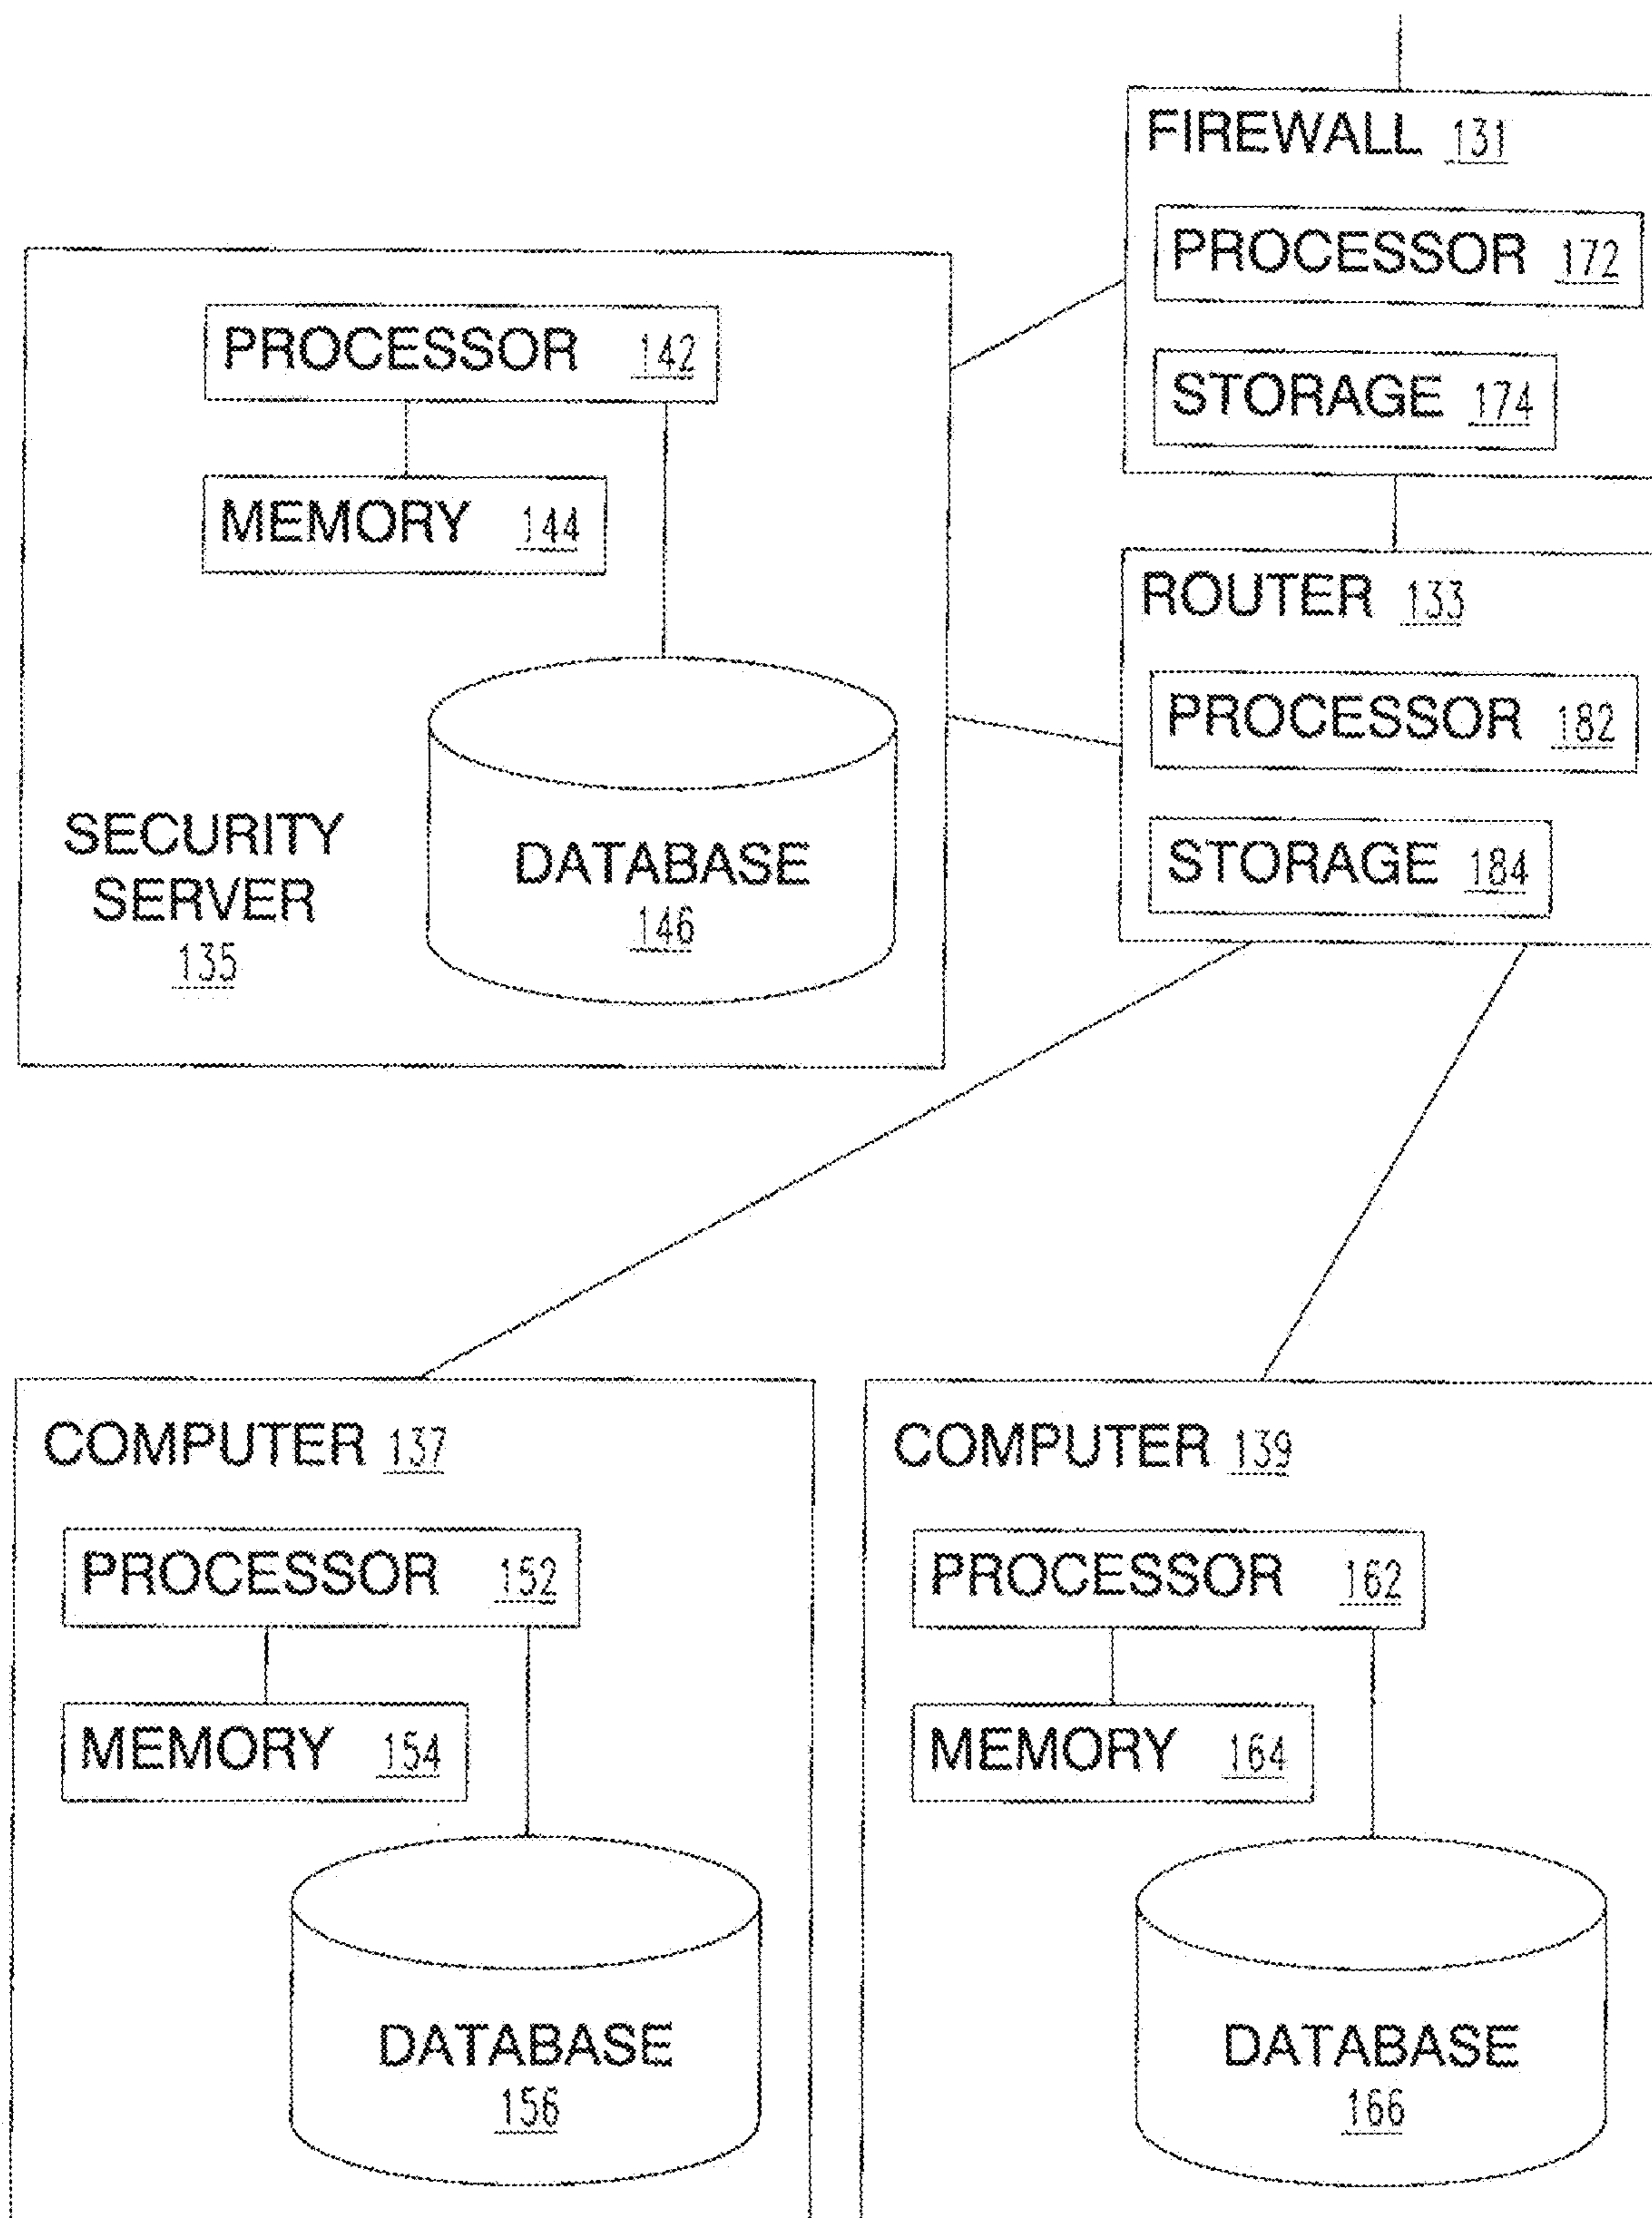 FIREWALL 131
PROCESSOR 172
STORAGE 174
PROCESSOR 142
MEMORY 144
DATABASE
146
SECURITY
SERVER
135
ROUTER 133
PROCESSOR 182
STORAGE 184
COMPUTER 137
PROCESSOR 152
MEMORY 154
DATABASE
156
COMPUTER 139
PROCESSOR 162
MEMORY 164
DATABASE
166